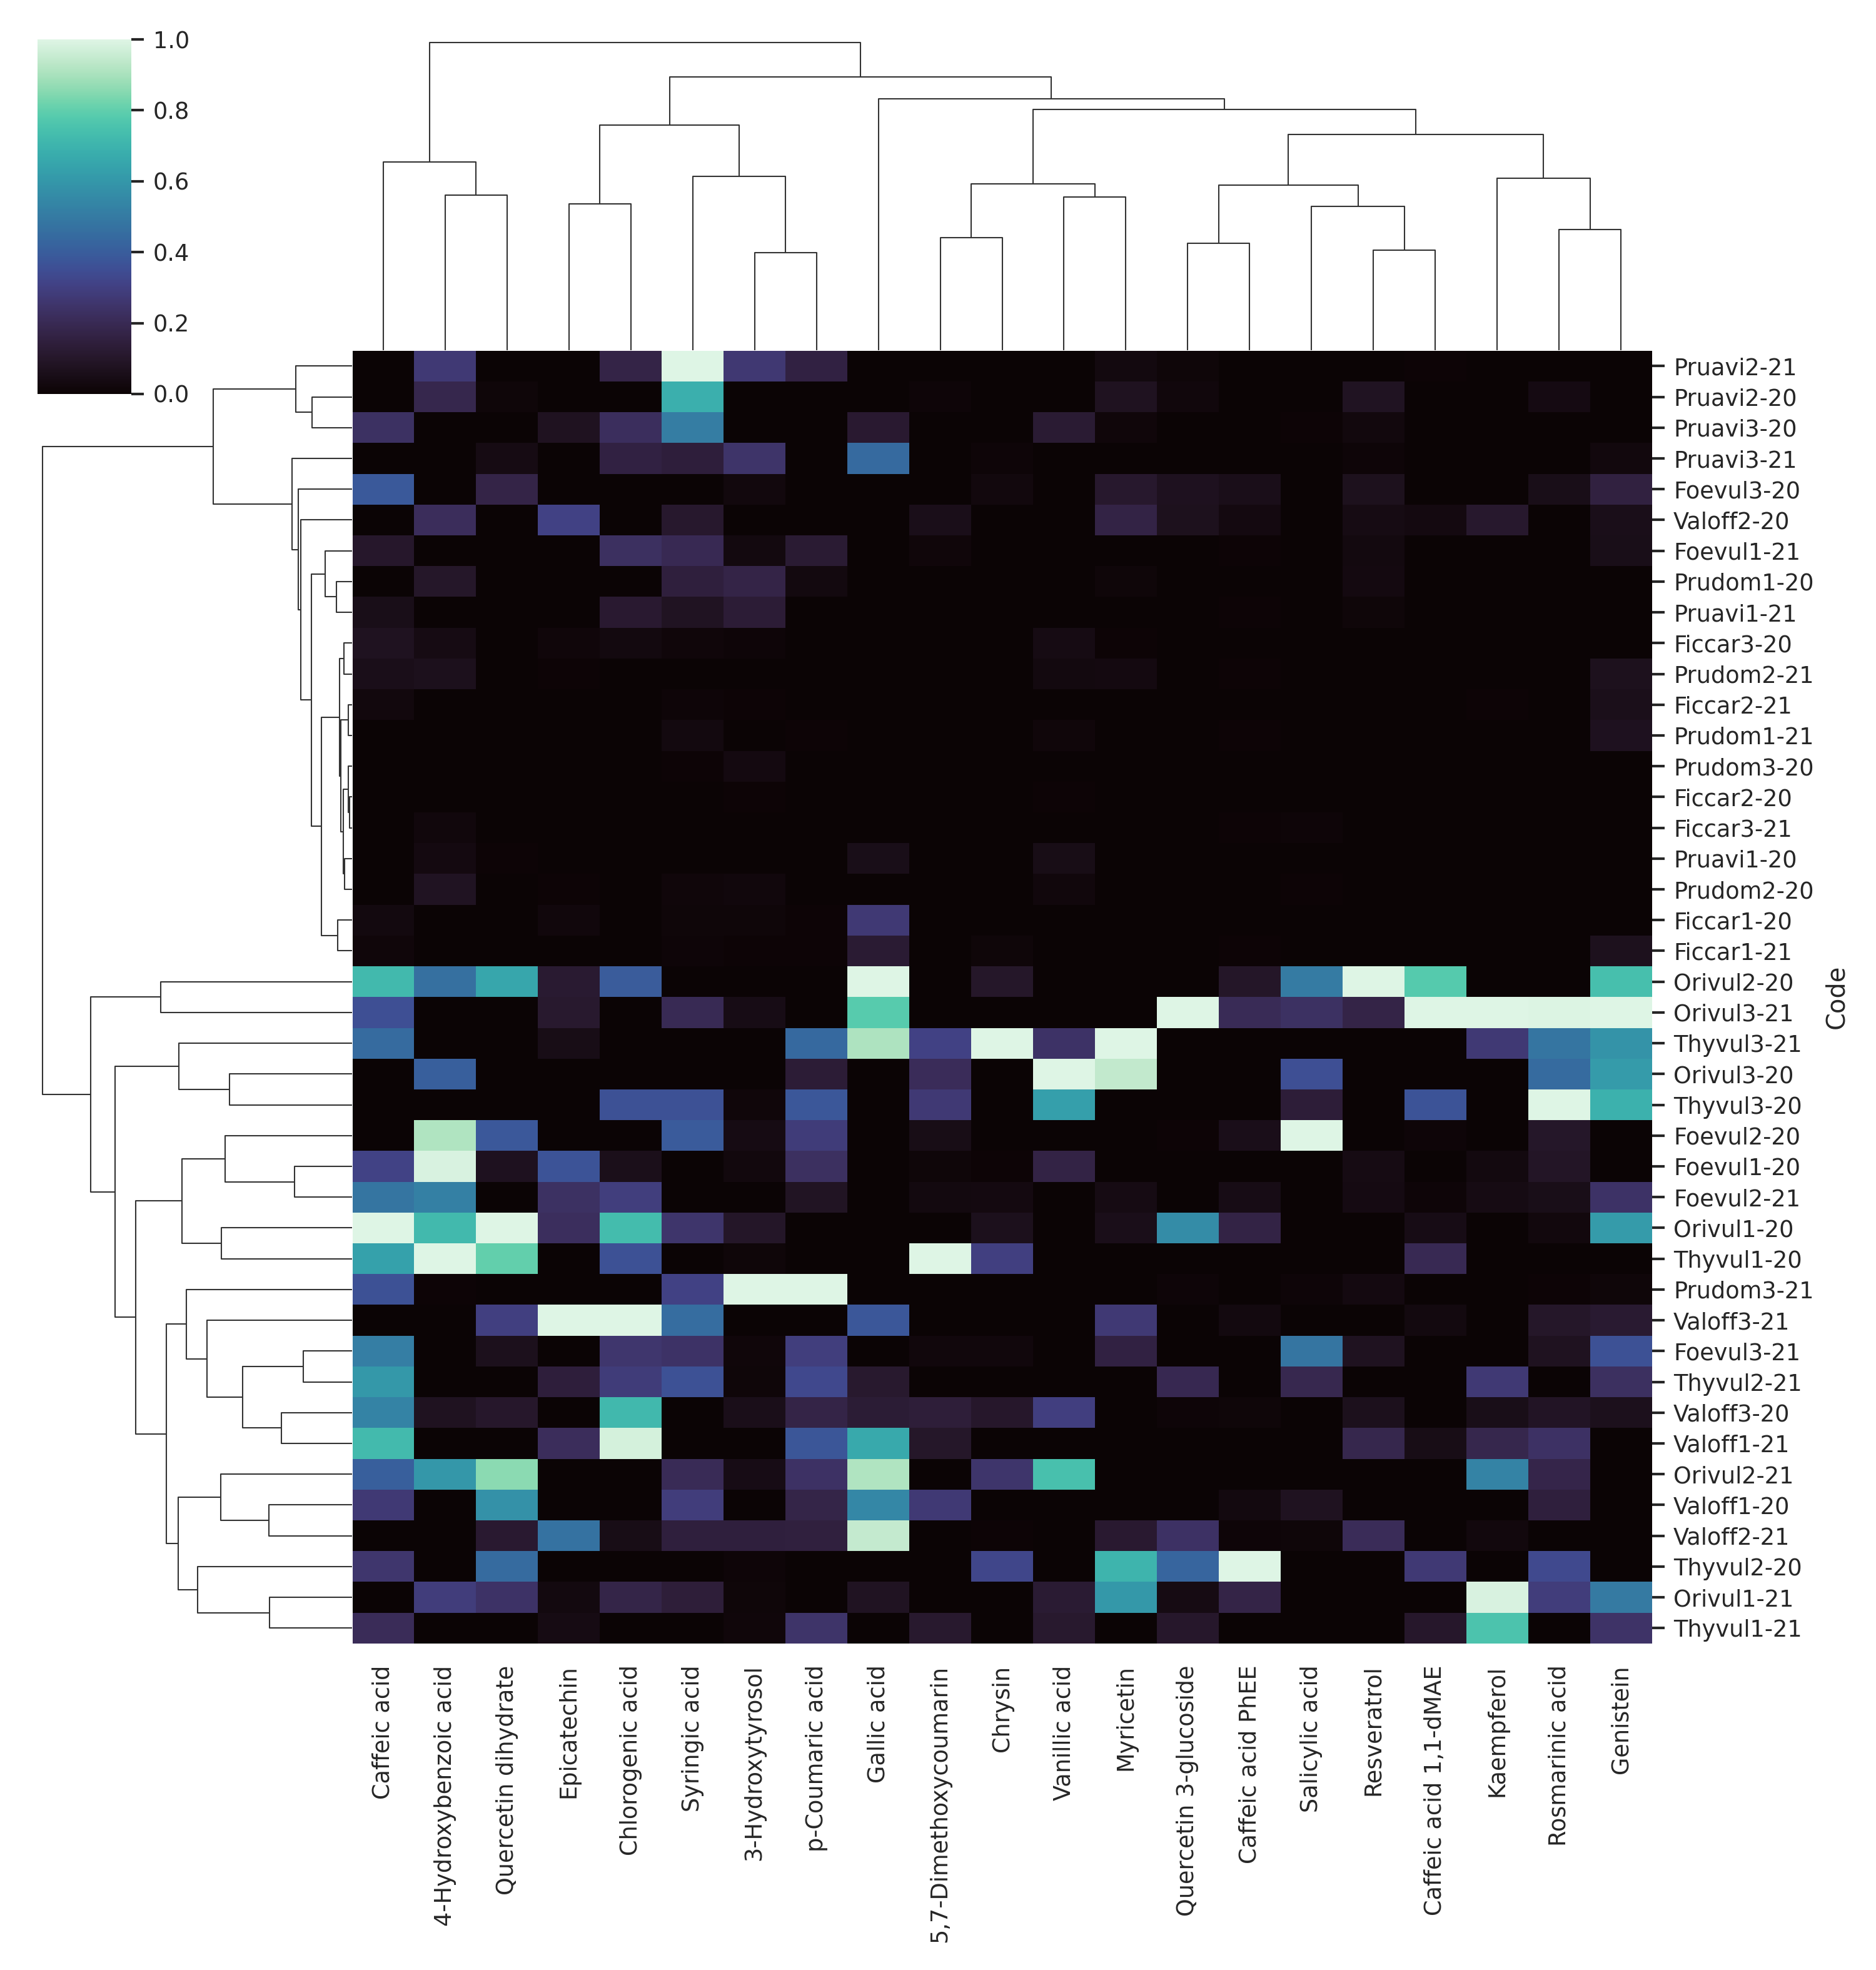 1.0
0.8
0.6
0.4
0.2
0.0
Pruavi2-21
Pruavi2-20
Pruavi3-20
Pruavi3-21
Foevul3-20
Valoff2-20
Foevul1-21
Prudom1-20
Pruavi1-21
Ficcar3-20
Prudom2-21
Ficcar2-21
Prudom1-21
Prudom3-20
Ficcar2-20
Ficcar3-21
Pruavi1-20
Prudom2-20
Ficcar1-20
Ficcar1-21
Orivul2-20
Orivul3-21
Thyvul3-21
Orivul3-20
Thyvul3-20
Foevul2-20
Foevul1-20
Foevul2-21
Orivul1-20
Thyvul1-20
Prudom3-21
Valoff3-21
Foevul3-21
Thyvul2-21
Valoff3-20
Valoff1-21
Orivul2-21
Valoff1-20
Valoff2-21
Thyvul2-20
Orivul1-21
Thyvul1-21
Code
Caffeic acid
4-Hydroxybenzoic acid
Quercetin dihydrate
Epicatechin
Chlorogenic acid
Syringic acid
3-Hydroxytyrosol
p-Coumaric acid
Gallic acid
5,7-Dimethoxycoumarin
Chrysin
Vanillic acid
Myricetin
Quercetin 3-glucoside
Caffeic acid PhEE
Salicylic acid
Resveratrol
Caffeic acid 1,1-dMAE
Kaempferol
Rosmarinic acid
Genistein